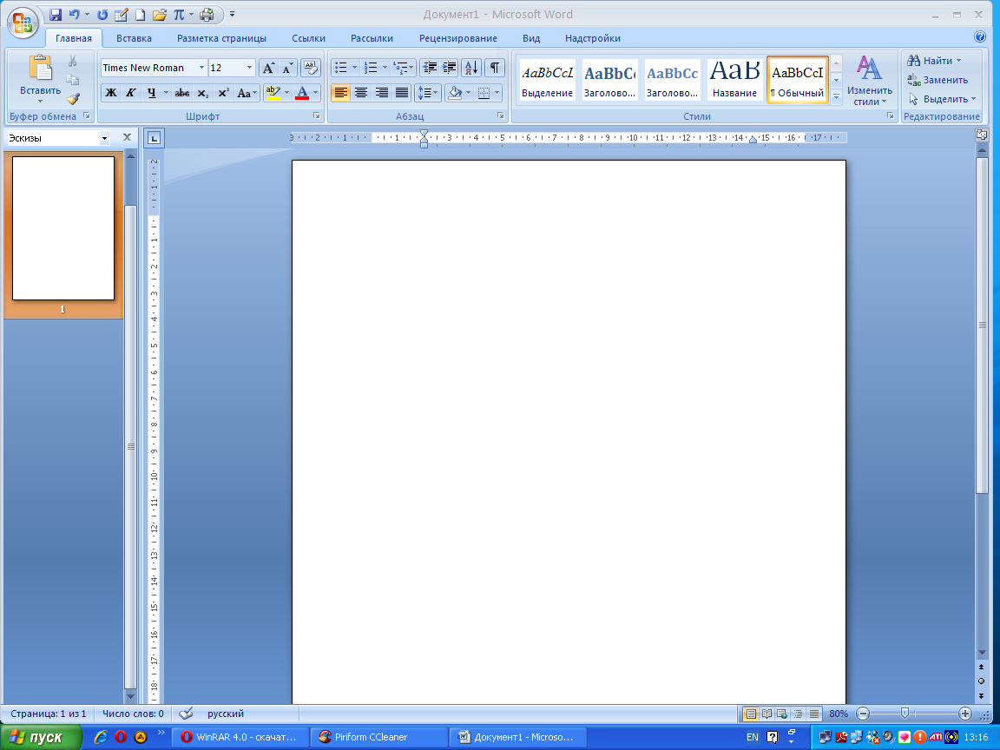 Документ1 - Microsoft Word
Главная Вставка Разметка страницы Ссылки Рассылки Рецензирование Вид Надстройки
Вставить
Буфер обмена
Times New Roman 12
Ж К Ч abc x₂ x² Aa ab A
Шрифт
Абзац
АаBbCcI AaBbC AaBbCc АаВ AaBbCcI
Выделение Заголово... Заголово... Название ¶ Обычный
Изменить стили
Стили
Найти
Заменить
Выделить
Редактирование
Эскизы
3 2 1 1 3 4 5 6 7 8 9 10 11 12 13 14 15 16 17
2 1 1 2 3 4 5 6 7 8 9 10 11 12 13 14 15 16 17 18
1
Страница: 1 из 1 Число слов: 0 русский 80%
пуск WinRAR 4.0 - скачат... Piriform CCleaner Документ1 - Microso... EN ATI 13:16